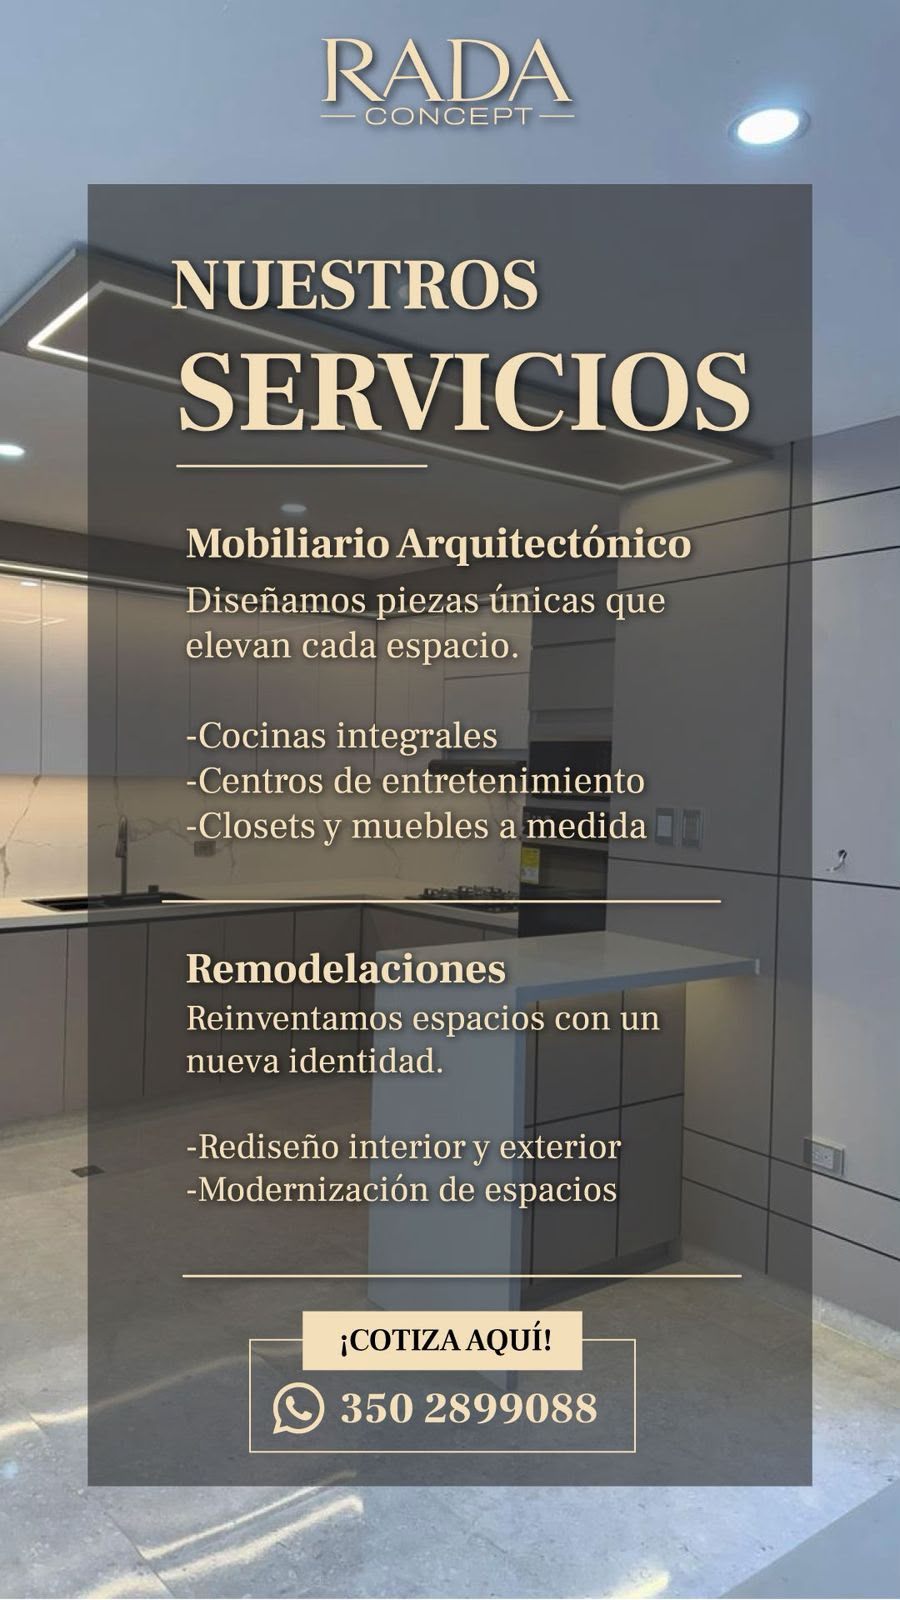 RADA
CONCEPT
NUESTROS
SERVICIOS
Mobiliario Arquitectónico
Diseñamos piezas únicas que
elevan cada espacio.
-Cocinas integrales
-Centros de entretenimiento
-Closets y muebles a medida
Remodelaciones
Reinventamos espacios con un
nueva identidad.
-Rediseño interior y exterior
-Modernización de espacios
¡COTIZA AQUÍ!
350 2899088